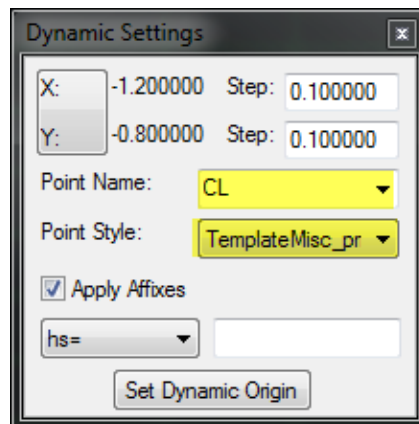 Dynamic Settings x
X: -1.200000 Step: 0.100000
Y: -0.800000 Step: 0.100000
Point Name: CL
Point Style: TemplateMisc_pr
Apply Affixes
hs=
Set Dynamic Origin